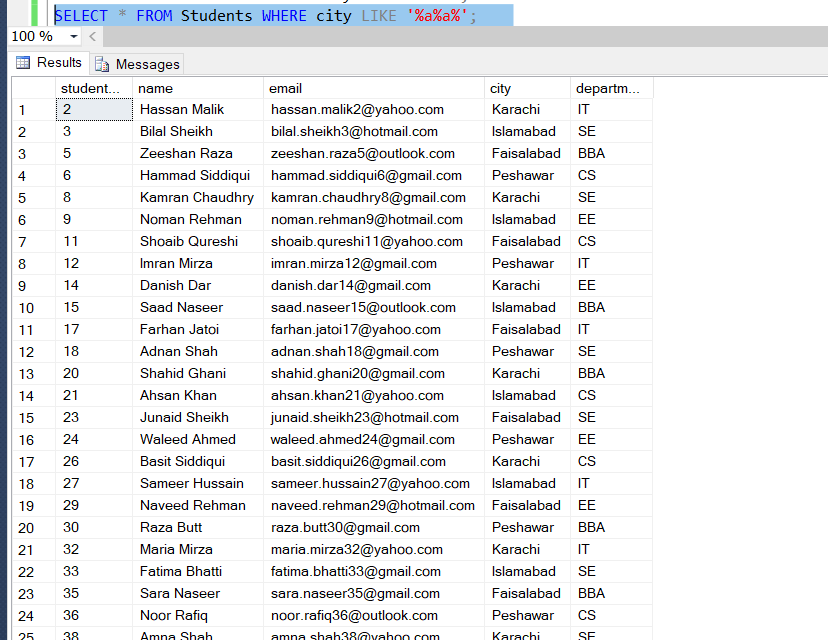 SELECT * FROM Students WHERE city LIKE '%a%a%';
100 %
Results Messages
student... name email city departm...
1 2 Hassan Malik hassan.malik2@yahoo.com Karachi IT
2 3 Bilal Sheikh bilal.sheikh3@hotmail.com Islamabad SE
3 5 Zeeshan Raza zeeshan.raza5@outlook.com Faisalabad BBA
4 6 Hammad Siddiqui hammad.siddiqui6@gmail.com Peshawar CS
5 8 Kamran Chaudhry kamran.chaudhry8@gmail.com Karachi SE
6 9 Noman Rehman noman.rehman9@hotmail.com Islamabad EE
7 11 Shoaib Qureshi shoaib.qureshi11@yahoo.com Faisalabad CS
8 12 Imran Mirza imran.mirza12@gmail.com Peshawar IT
9 14 Danish Dar danish.dar14@gmail.com Karachi EE
10 15 Saad Naseer saad.naseer15@outlook.com Islamabad BBA
11 17 Farhan Jatoi farhan.jatoi17@yahoo.com Faisalabad IT
12 18 Adnan Shah adnan.shah18@gmail.com Peshawar SE
13 20 Shahid Ghani shahid.ghani20@gmail.com Karachi BBA
14 21 Ahsan Khan ahsan.khan21@yahoo.com Islamabad CS
15 23 Junaid Sheikh junaid.sheikh23@hotmail.com Faisalabad SE
16 24 Waleed Ahmed waleed.ahmed24@gmail.com Peshawar EE
17 26 Basit Siddiqui basit.siddiqui26@gmail.com Karachi CS
18 27 Sameer Hussain sameer.hussain27@yahoo.com Islamabad IT
19 29 Naveed Rehman naveed.rehman29@hotmail.com Faisalabad EE
20 30 Raza Butt raza.butt30@gmail.com Peshawar BBA
21 32 Maria Mirza maria.mirza32@yahoo.com Karachi IT
22 33 Fatima Bhatti fatima.bhatti33@gmail.com Islamabad SE
23 35 Sara Naseer sara.naseer35@gmail.com Faisalabad BBA
24 36 Noor Rafiq noor.rafiq36@outlook.com Peshawar CS
25 38 Amna Shah amna.shah38@yahoo.com Karachi SE